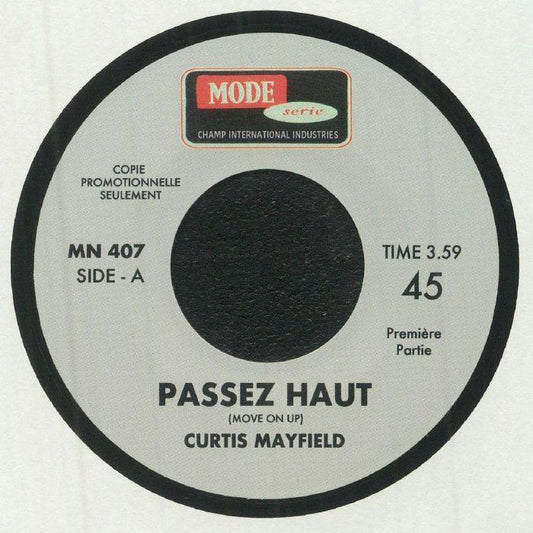 MODE
serie
CHAMP INTERNATIONAL INDUSTRIES
COPIE
PROMOTIONNELLE
SEULEMENT
MN 407
SIDE - A
TIME 3.59
45
Première
Partie
PASSEZ HAUT
(MOVE ON UP)
CURTIS MAYFIELD